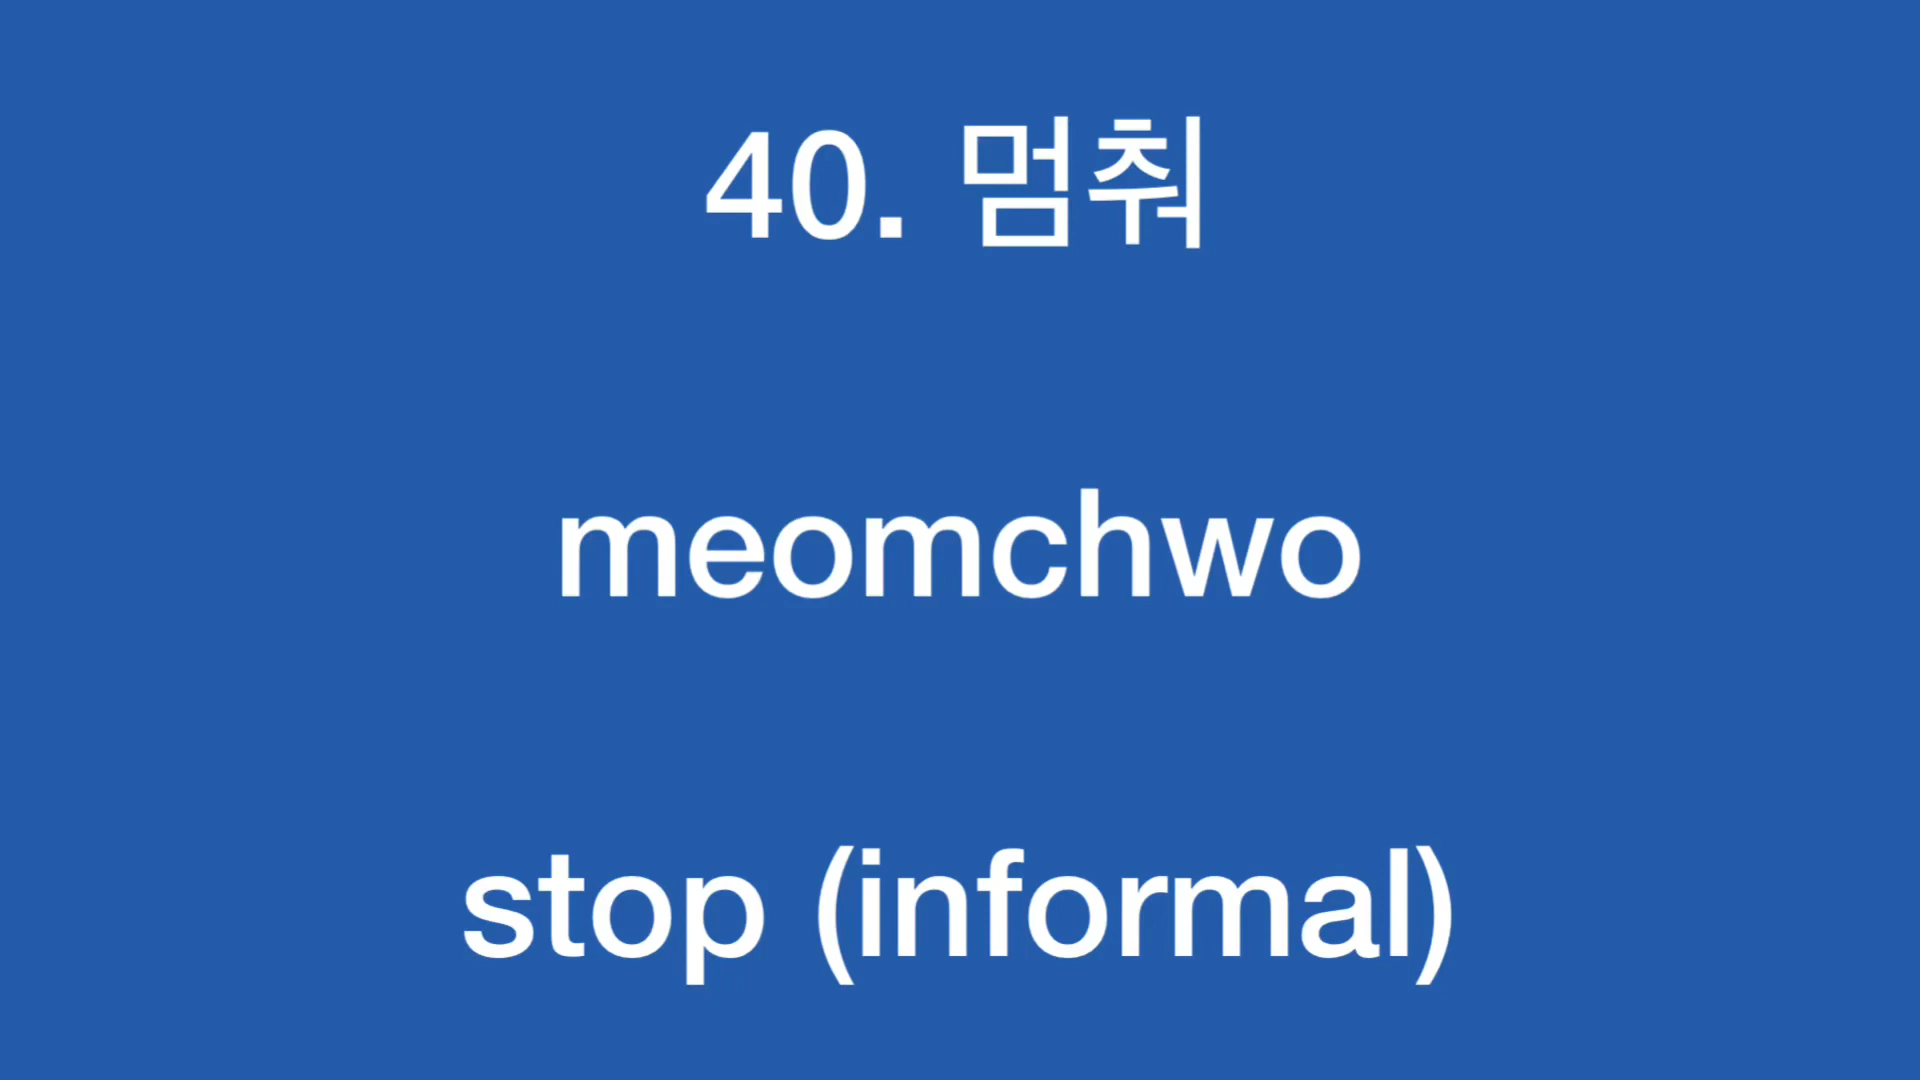 40. 멈춰
meomchwo
stop (informal)